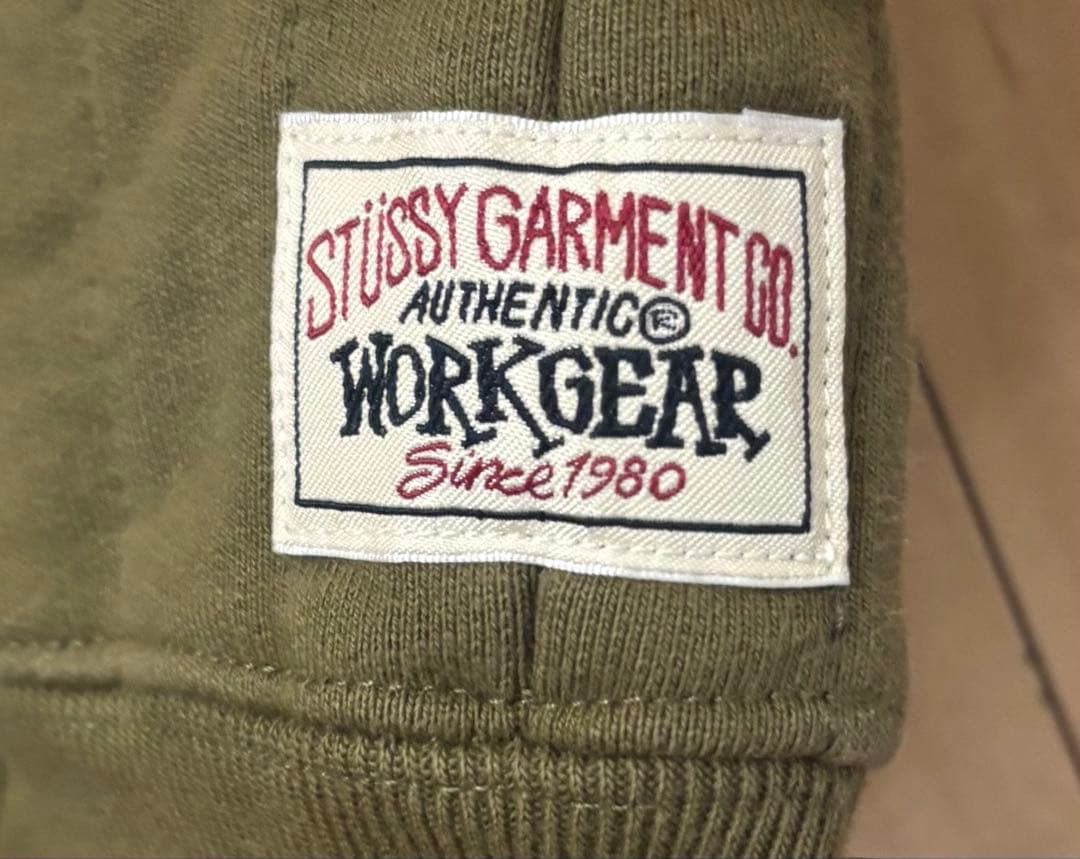 STÜSSY GARMENT CO.
AUTHENTIC®
WORKGEAR
Since 1980